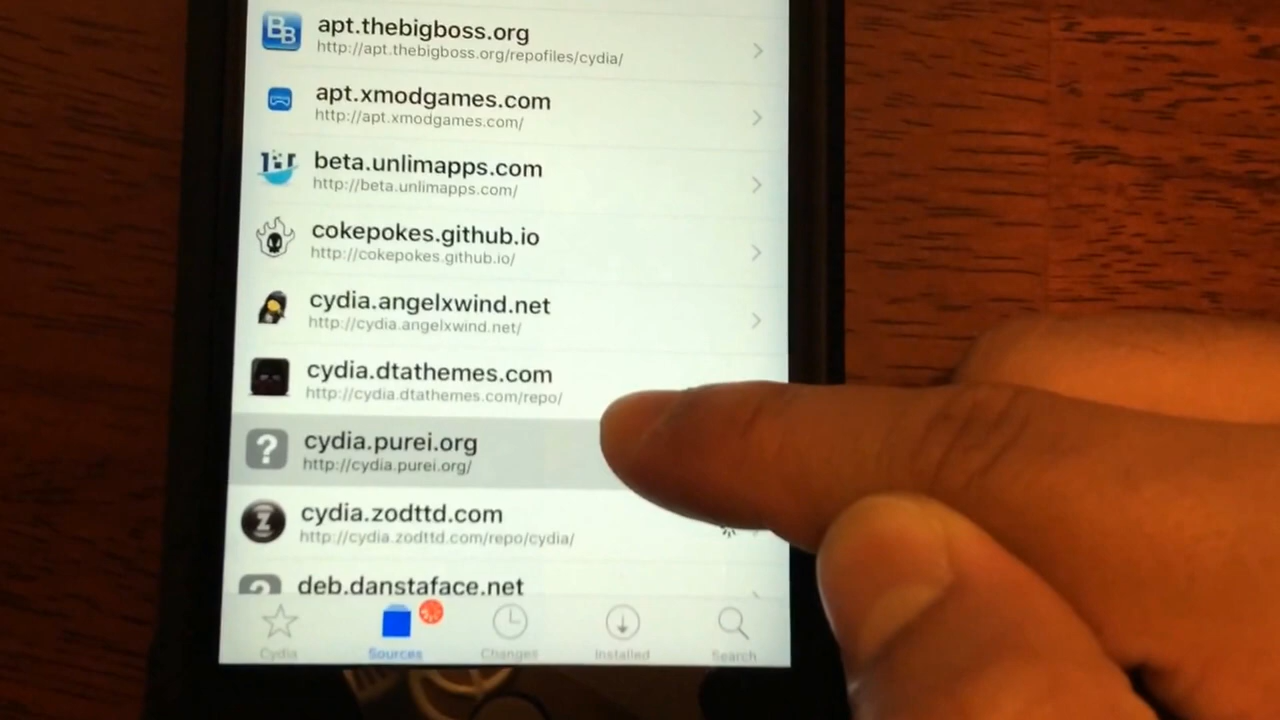 BB
apt.thebigboss.org
http://apt.thebigboss.org/repofiles/cydia/
apt.xmodgames.com
http://apt.xmodgames.com/
beta.unlimapps.com
http://beta.unlimapps.com/
cokepokes.github.io
http://cokepokes.github.io/
cydia.angelxwind.net
http://cydia.angelxwind.net/
cydia.dtathemes.com
http://cydia.dtathemes.com/repo/
?
cydia.purei.org
http://cydia.purei.org/
Z
cydia.zodttd.com
http://cydia.zodttd.com/repo/cydia/
?
deb.danstaface.net
Cydia Sources Changes Installed Search